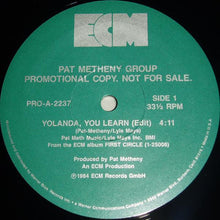 ECM
PAT METHENY GROUP
PROMOTIONAL COPY. NOT FOR SALE.
PRO-A-2237
SIDE 1
33⅓ RPM
YOLANDA, YOU LEARN (Edit) 4:11
(Pat-Metheny/Lyle Mays)
Pat Meth Music/Lyle Mays Inc. BMI
From the ECM album FIRST CIRCLE (1-25008)
Produced by Pat Metheny
An ECM Production
℗ 1984 ECM Records GmbH